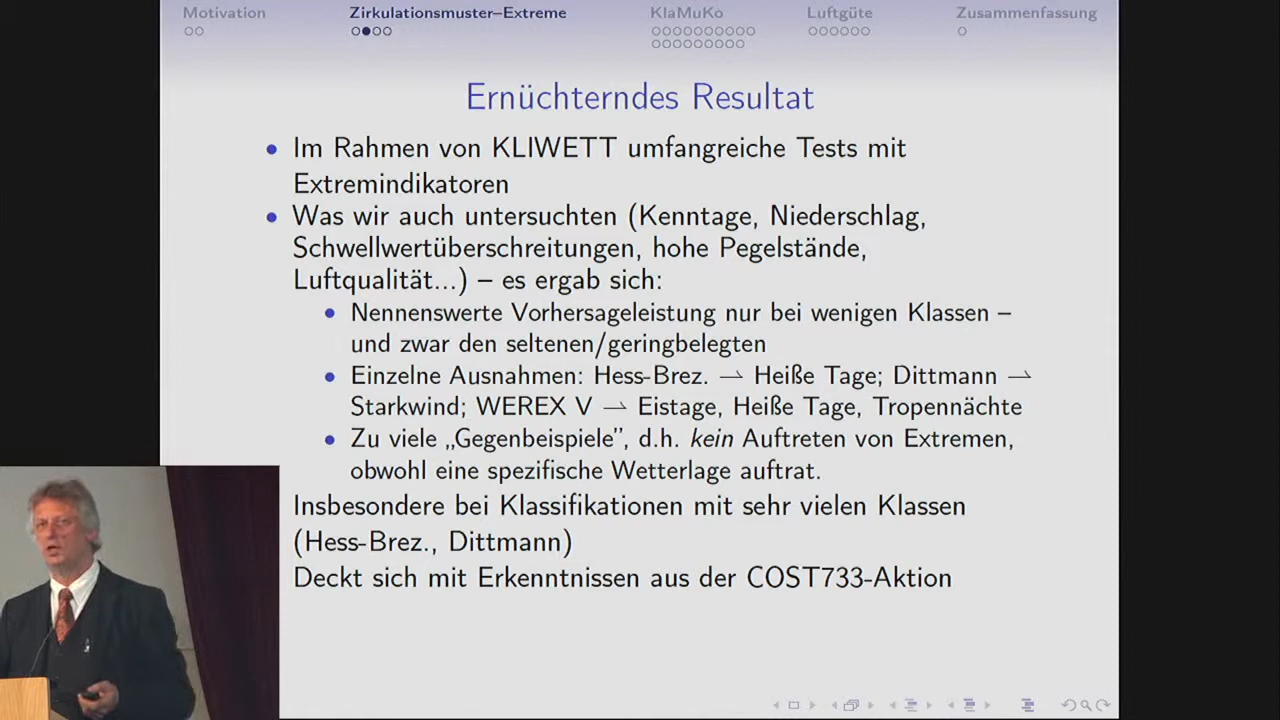 Motivation Zirkulationsmuster–Extreme KlaMuKo Luftgüte Zusammenfassung
Ernüchterndes Resultat
• Im Rahmen von KLIWETT umfangreiche Tests mit
Extremindikatoren
• Was wir auch untersuchten (Kenntage, Niederschlag,
Schwellwertüberschreitungen, hohe Pegelstände,
Luftqualität...) – es ergab sich:
• Nennenswerte Vorhersageleistung nur bei wenigen Klassen –
und zwar den seltenen/geringbelegten
• Einzelne Ausnahmen: Hess-Brez. ⇀ Heiße Tage; Dittmann ⇀
Starkwind; WEREX V ⇀ Eistage, Heiße Tage, Tropennächte
• Zu viele „Gegenbeispiele”, d.h. kein Auftreten von Extremen,
obwohl eine spezifische Wetterlage auftrat.
Insbesondere bei Klassifikationen mit sehr vielen Klassen
(Hess-Brez., Dittmann)
Deckt sich mit Erkenntnissen aus der COST733-Aktion